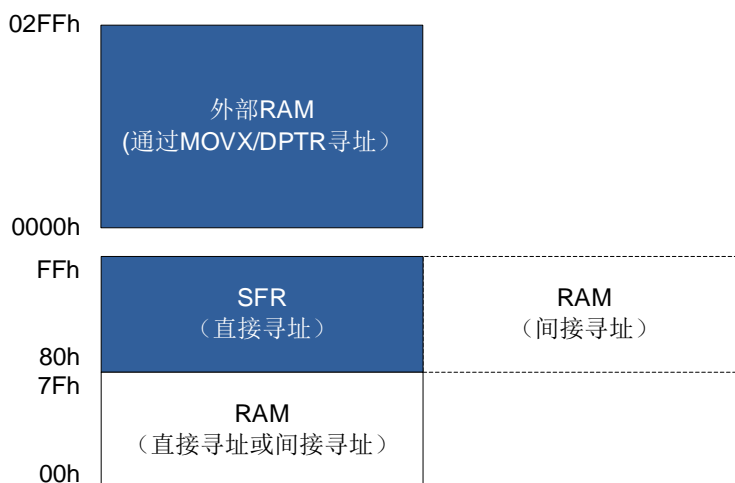 02FFh
外部RAM
(通过MOVX/DPTR寻址）
0000h
FFh
SFR
（直接寻址）
RAM
（间接寻址）
80h
7Fh
RAM
（直接寻址或间接寻址）
00h